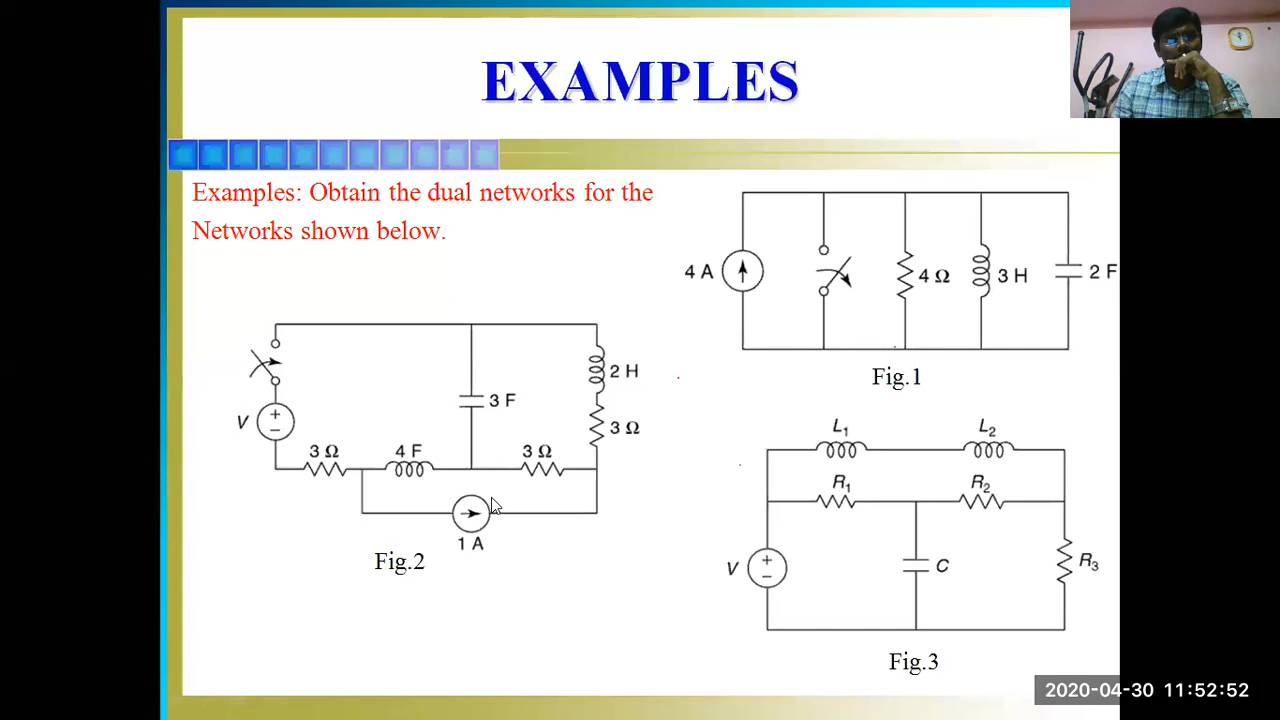 EXAMPLES
Examples: Obtain the dual networks for the
Networks shown below.
4 A
4 Ω
3 H
2 F
Fig.1
V
3 Ω
4 F
3 F
3 Ω
2 H
3 Ω
1 A
Fig.2
L1
L2
R1
R2
V
C
R3
Fig.3
2020-04-30 11:52:52